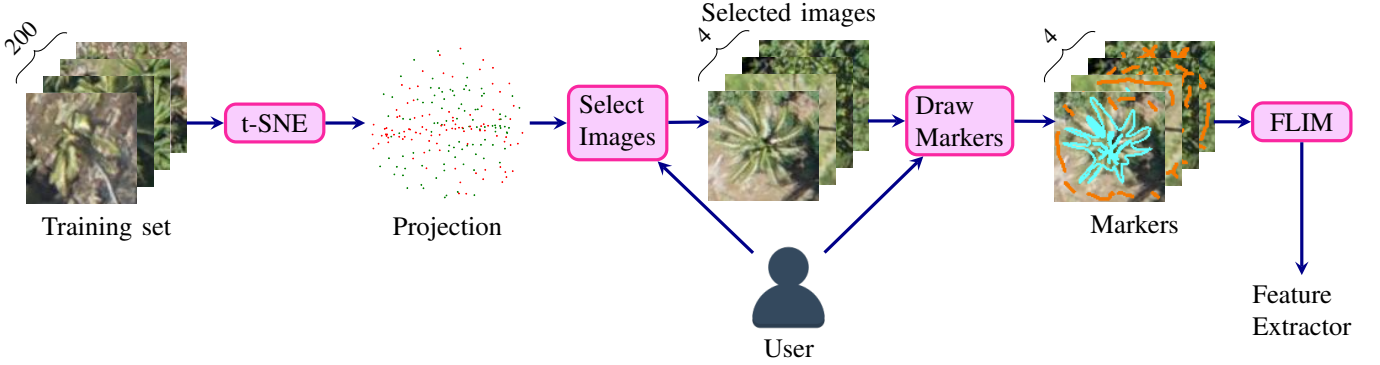 Selected images
200
4
4
t-SNE
Select
Images
Draw
Markers
FLIM
Training set
Projection
Markers
Feature
Extractor
User